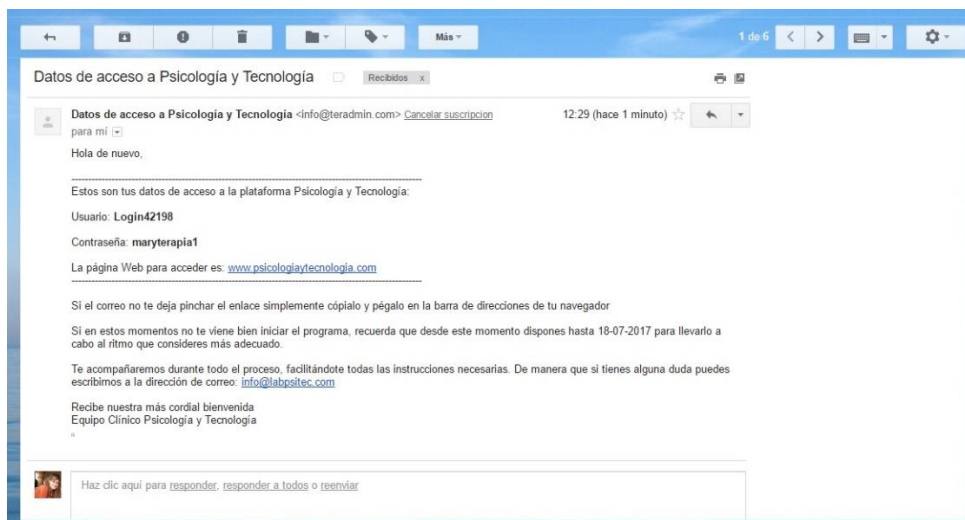 Más
1 de 6
Datos de acceso a Psicología y Tecnología
Recibidos x
Datos de acceso a Psicología y Tecnología <info@teradmin.com> Cancelar suscripcion
12:29 (hace 1 minuto)
para mí
Hola de nuevo,
Estos son tus datos de acceso a la plataforma Psicología y Tecnología:
Usuario: Login42198
Contraseña: maryterapia1
La página Web para acceder es: www.psicologiaytecnologia.com
Si el correo no te deja pinchar el enlace simplemente cópialo y pégalo en la barra de direcciones de tu navegador
Si en estos momentos no te viene bien iniciar el programa, recuerda que desde este momento dispones hasta 18-07-2017 para llevarlo a
cabo al ritmo que consideres más adecuado.
Te acompañaremos durante todo el proceso, facilitándote todas las instrucciones necesarias. De manera que si tienes alguna duda puedes
escribirnos a la dirección de correo: info@labpsitec.com
Recibe nuestra más cordial bienvenida
Equipo Clínico Psicología y Tecnología
Haz clic aquí para responder, responder a todos o reenviar